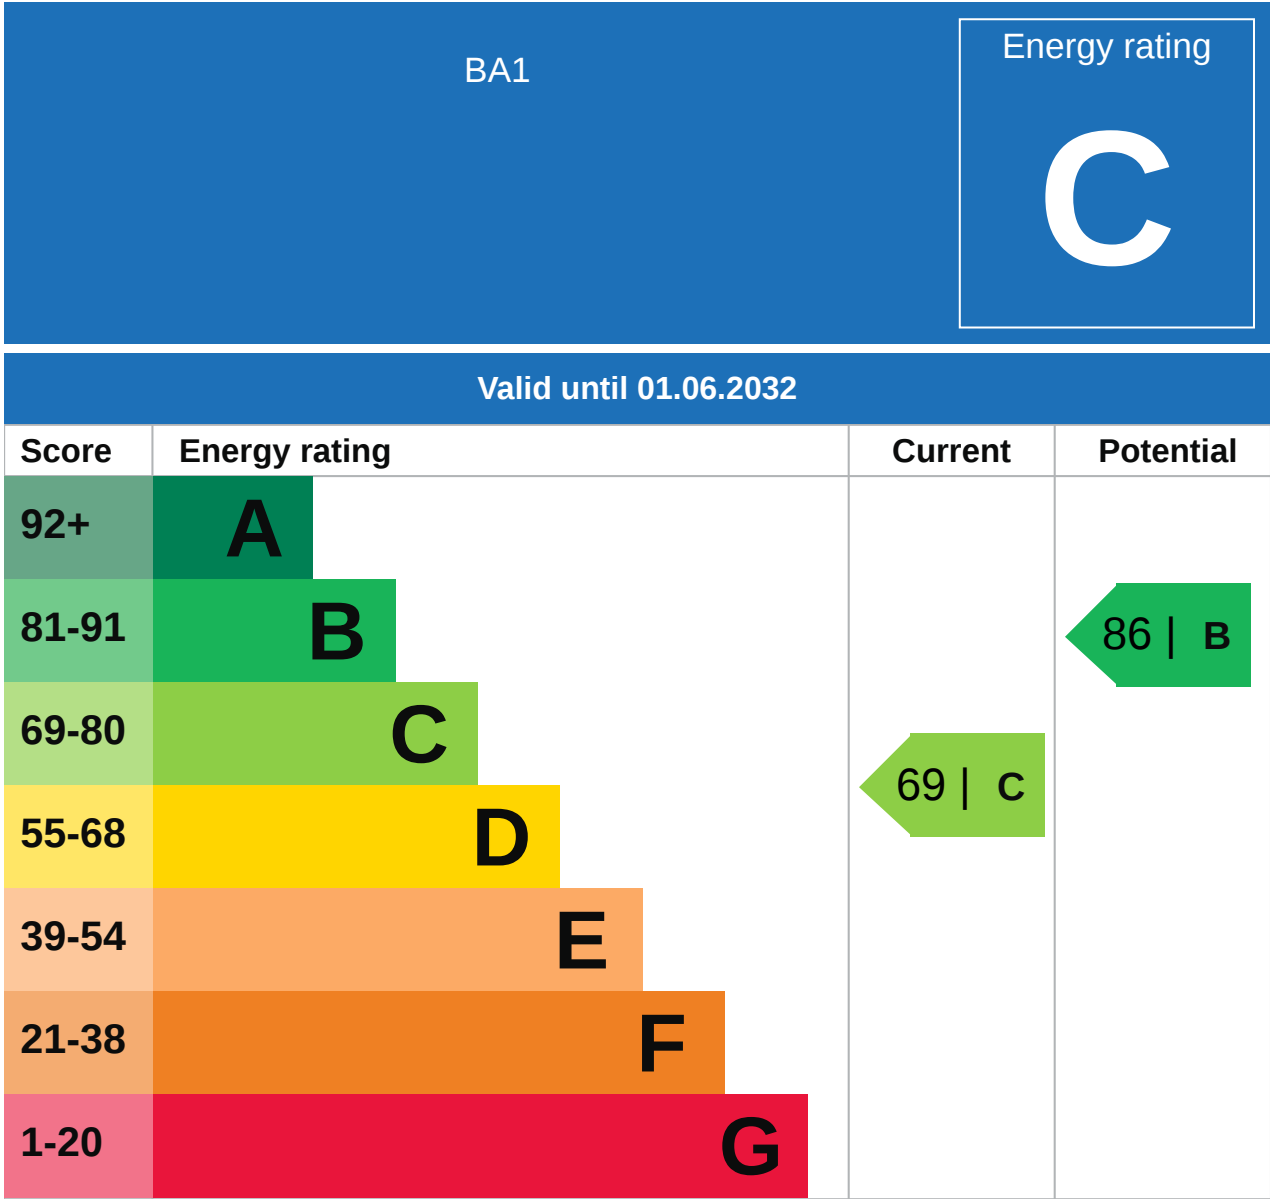 BA1
Energy rating
C
Valid until 01.06.2032
Score Energy rating Current Potential
92+ A
81-91 B 86 | B
69-80 C 69 | C
55-68 D
39-54 E
21-38 F
1-20 G